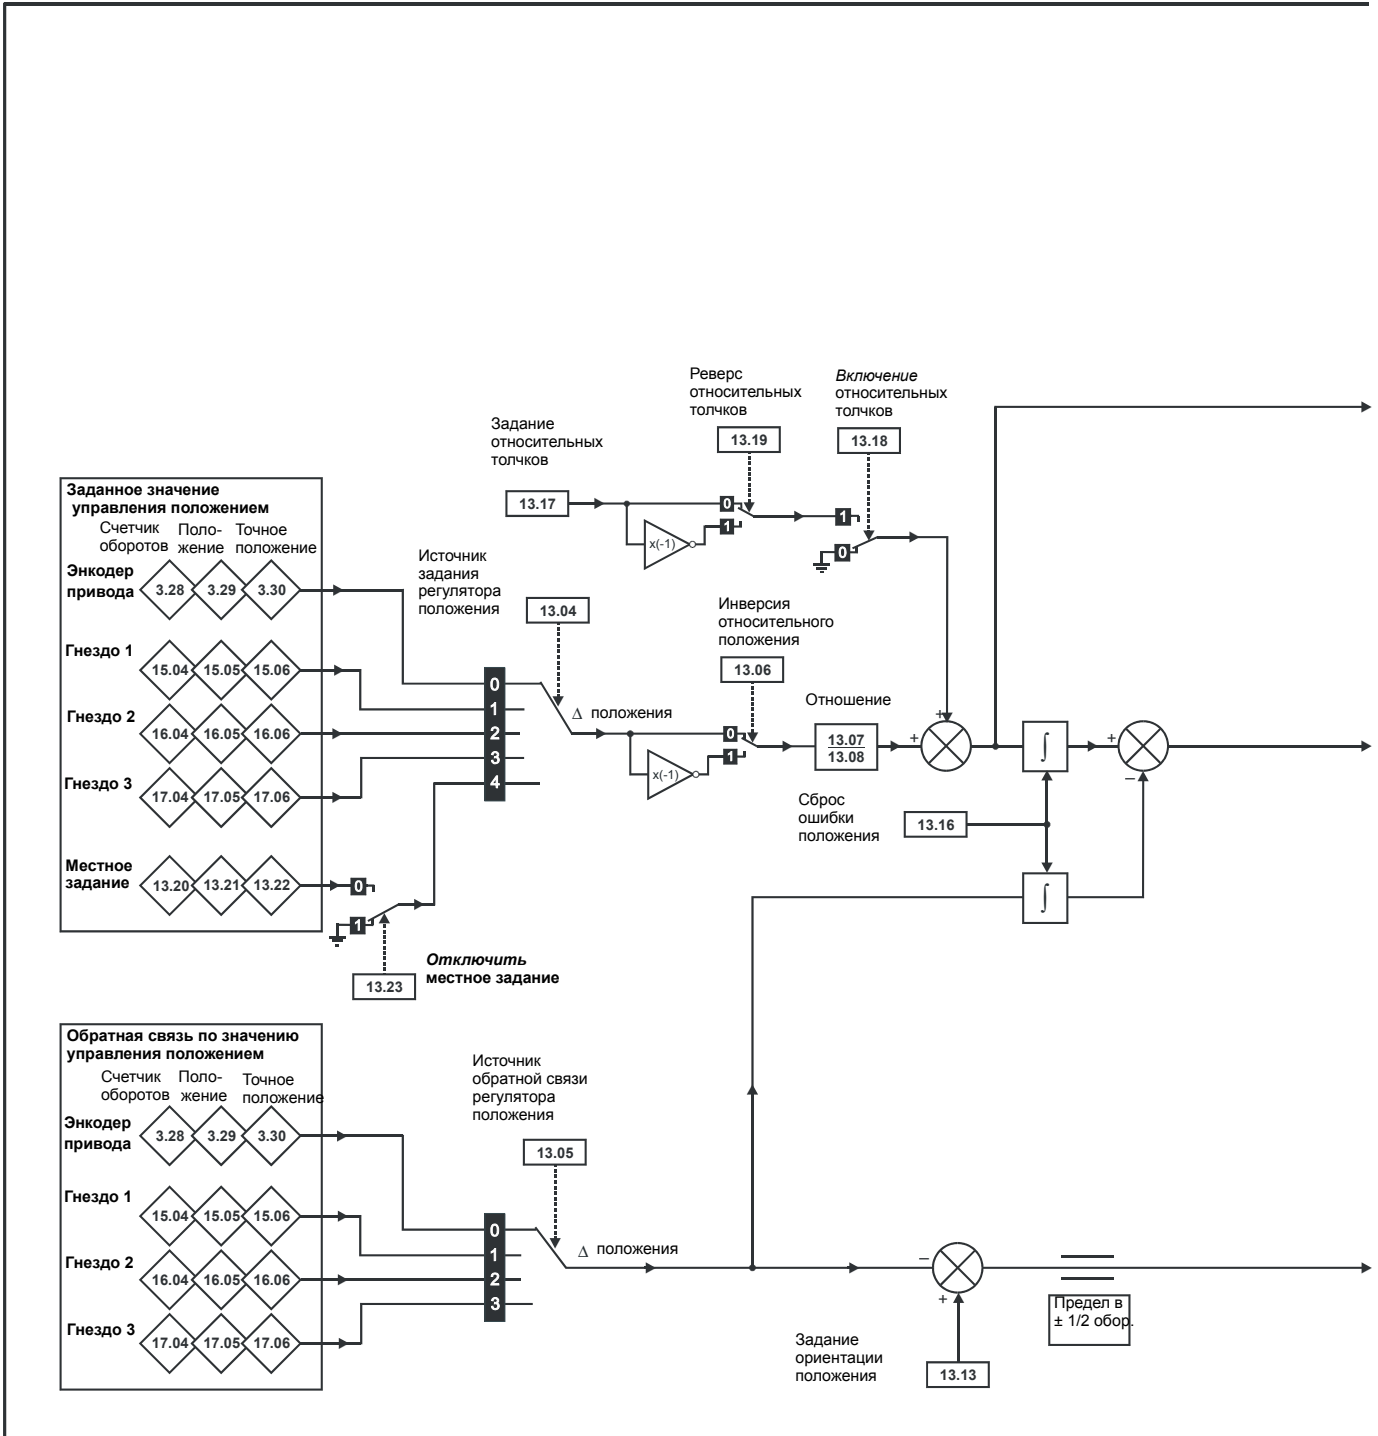 Реверс
относительных
толчков
13.19
Включение
относительных
толчков
13.18
Задание
относительных
толчков
13.17
0
1
x(-1)
1
0
Заданное значение
управления положением
Счетчик
оборотов
Поло-
жение
Точное
положение
Энкодер
привода
3.28
3.29
3.30
Гнездо 1
15.04
15.05
15.06
Гнездо 2
16.04
16.05
16.06
Гнездо 3
17.04
17.05
17.06
Местное
задание
13.20
13.21
13.22
0
1
13.23
Отключить
местное задание
Источник
задания
регулятора
положения
13.04
0
1
2
3
4
Δ положения
Инверсия
относительного
положения
13.06
0
1
x(-1)
Отношение
13.07
13.08
+
+
∫
+
−
Сброс
ошибки
положения
13.16
∫
Обратная связь по значению
управления положением
Счетчик
оборотов
Поло-
жение
Точное
положение
Энкодер
привода
3.28
3.29
3.30
Гнездо 1
15.04
15.05
15.06
Гнездо 2
16.04
16.05
16.06
Гнездо 3
17.04
17.05
17.06
Источник
обратной связи
регулятора
положения
13.05
0
1
2
3
Δ положения
−
+
Предел в
± 1/2 обор.
Задание
ориентации
положения
13.13